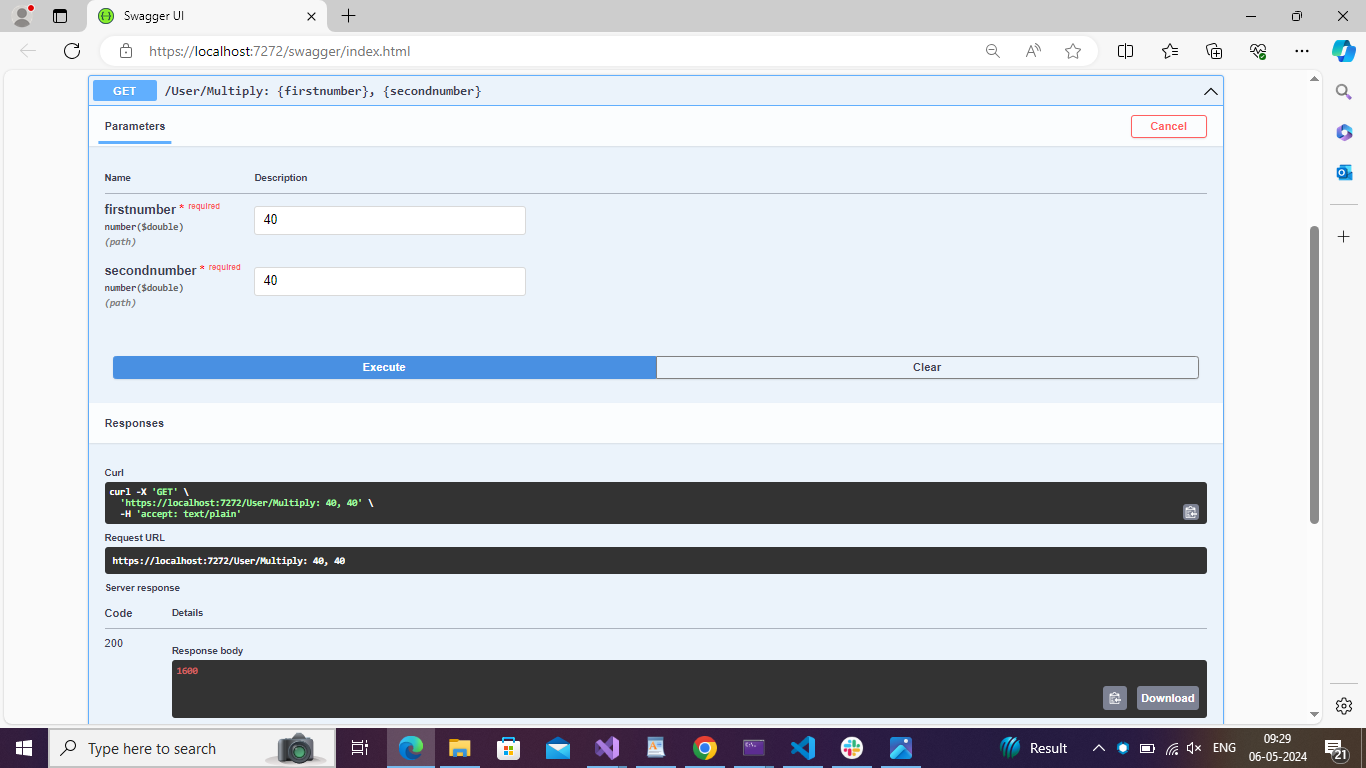 Swagger UI
https://localhost:7272/swagger/index.html
GET /User/Multiply: {firstnumber}, {secondnumber}
Parameters
Cancel
Name Description
firstnumber * required
number($double)
(path)
40
secondnumber * required
number($double)
(path)
40
Execute Clear
Responses
Curl
curl -X 'GET' \
'https://localhost:7272/User/Multiply: 40, 40' \
-H 'accept: text/plain'
Request URL
https://localhost:7272/User/Multiply: 40, 40
Server response
Code Details
200
Response body
1600
Download
Type here to search
Result
ENG
09:29
06-05-2024
21